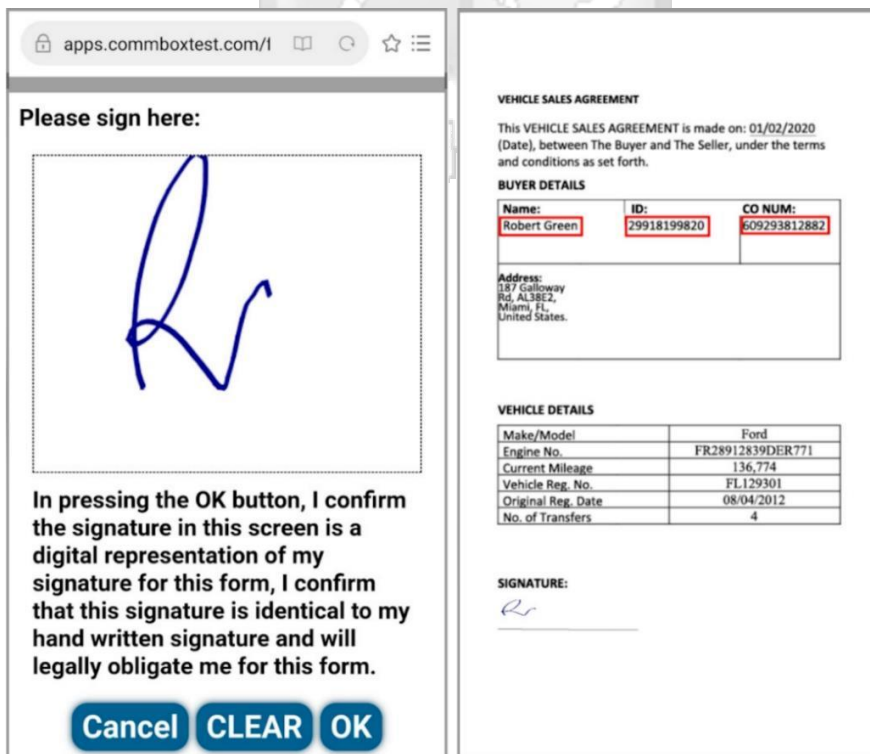 apps.commboxtest.com/f
Please sign here:
In pressing the OK button, I confirm
the signature in this screen is a
digital representation of my
signature for this form, I confirm
that this signature is identical to my
hand written signature and will
legally obligate me for this form.
Cancel CLEAR OK
VEHICLE SALES AGREEMENT
This VEHICLE SALES AGREEMENT is made on: 01/02/2020
(Date), between The Buyer and The Seller, under the terms
and conditions as set forth.
BUYER DETAILS
Name: ID: CO NUM:
Robert Green 29918199820 609293812882
Address:
187 Galloway
Rd, AL38E2,
Miami, FL,
United States.
VEHICLE DETAILS
Make/Model Ford
Engine No. FR28912839DER771
Current Mileage 136,774
Vehicle Reg. No. FL129301
Original Reg. Date 08/04/2012
No. of Transfers 4
SIGNATURE: